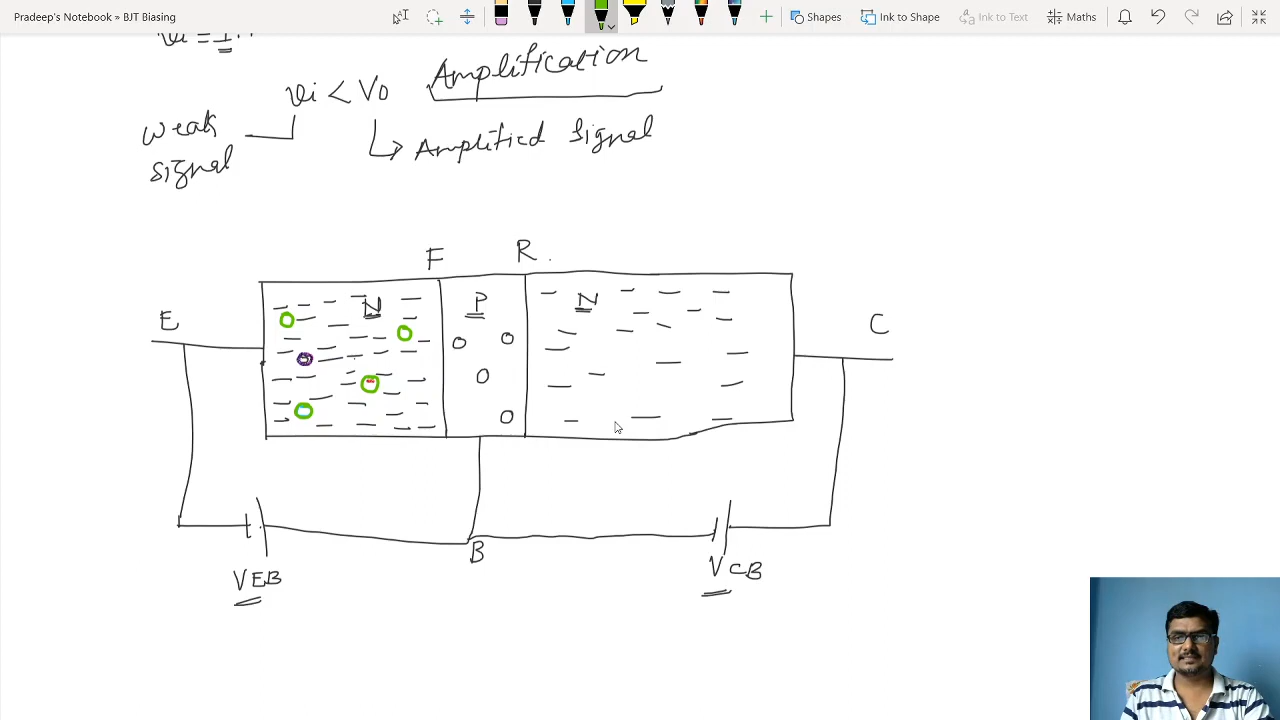 Pradeep's Notebook » BJT Biasing
Shapes
Ink to Shape
Ink to Text
Maths
Vi < Vo
Amplification
weak
signal
Amplified signal
F
R.
E
N
P
N
C
B
VEB
VCB